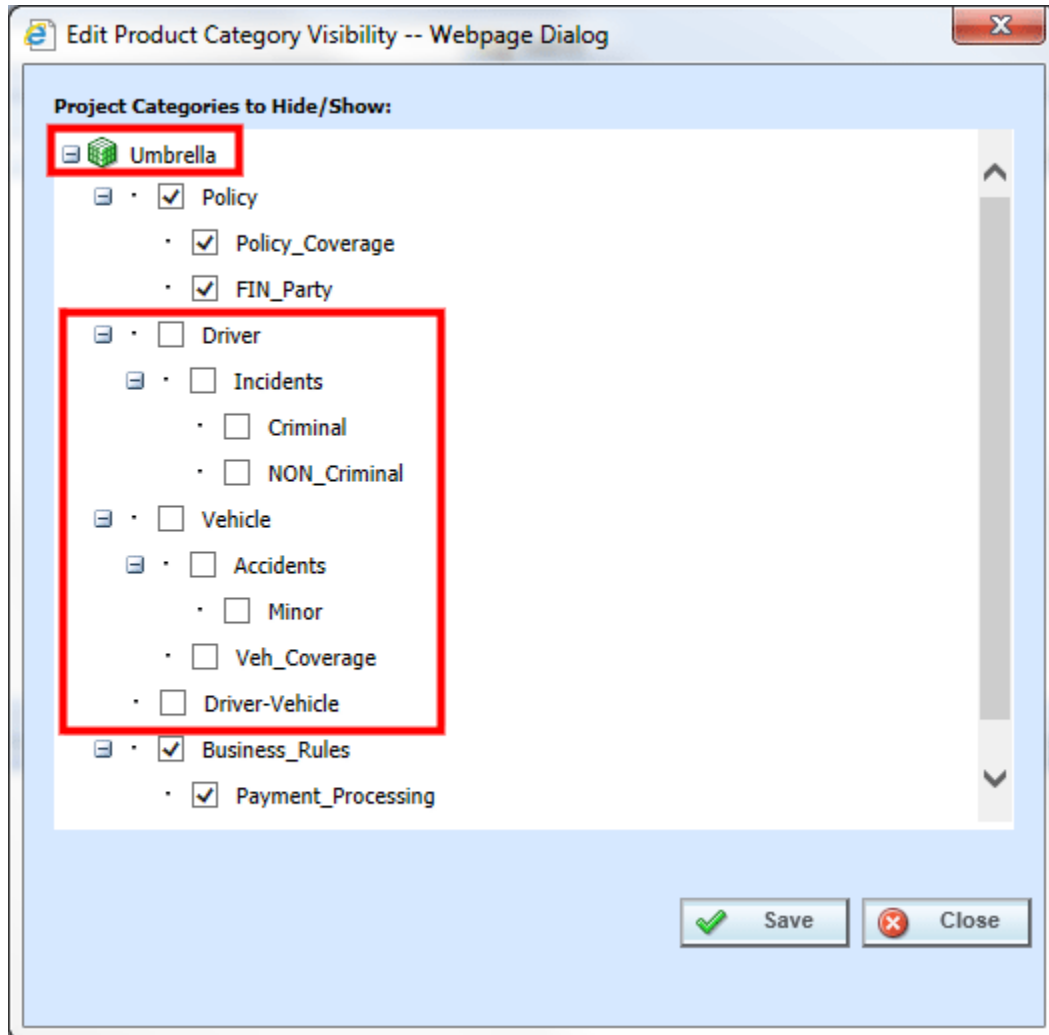 Edit Product Category Visibility -- Webpage Dialog
Project Categories to Hide/Show:
Umbrella
Policy
Policy_Coverage
FIN_Party
Driver
Incidents
Criminal
NON_Criminal
Vehicle
Accidents
Minor
Veh_Coverage
Driver-Vehicle
Business_Rules
Payment_Processing
Save
Close